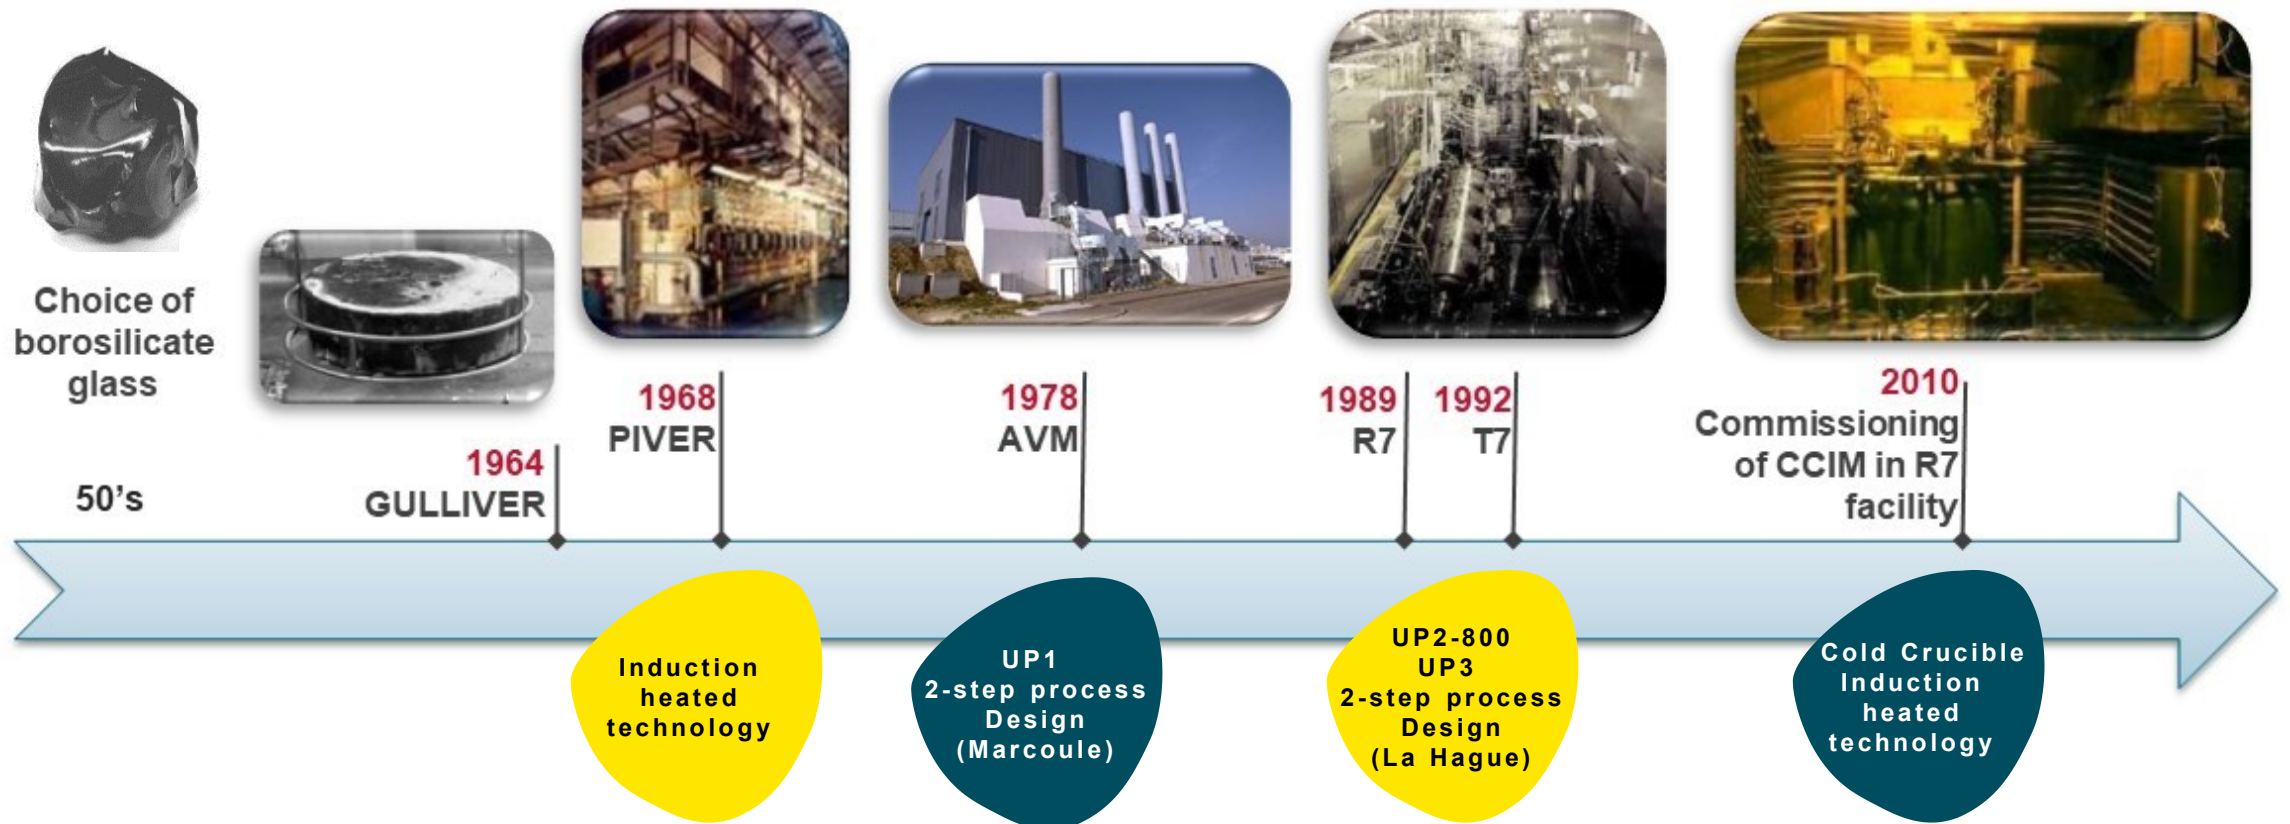 Choice of
borosilicate
glass
50's
1964
GULLIVER
1968
PIVER
1978
AVM
1989
R7
1992
T7
2010
Commissioning
of CCIM in R7
facility
Induction
heated
technology
UP1
2-step process
Design
(Marcoule)
UP2-800
UP3
2-step process
Design
(La Hague)
Cold Crucible
Induction
heated
technology